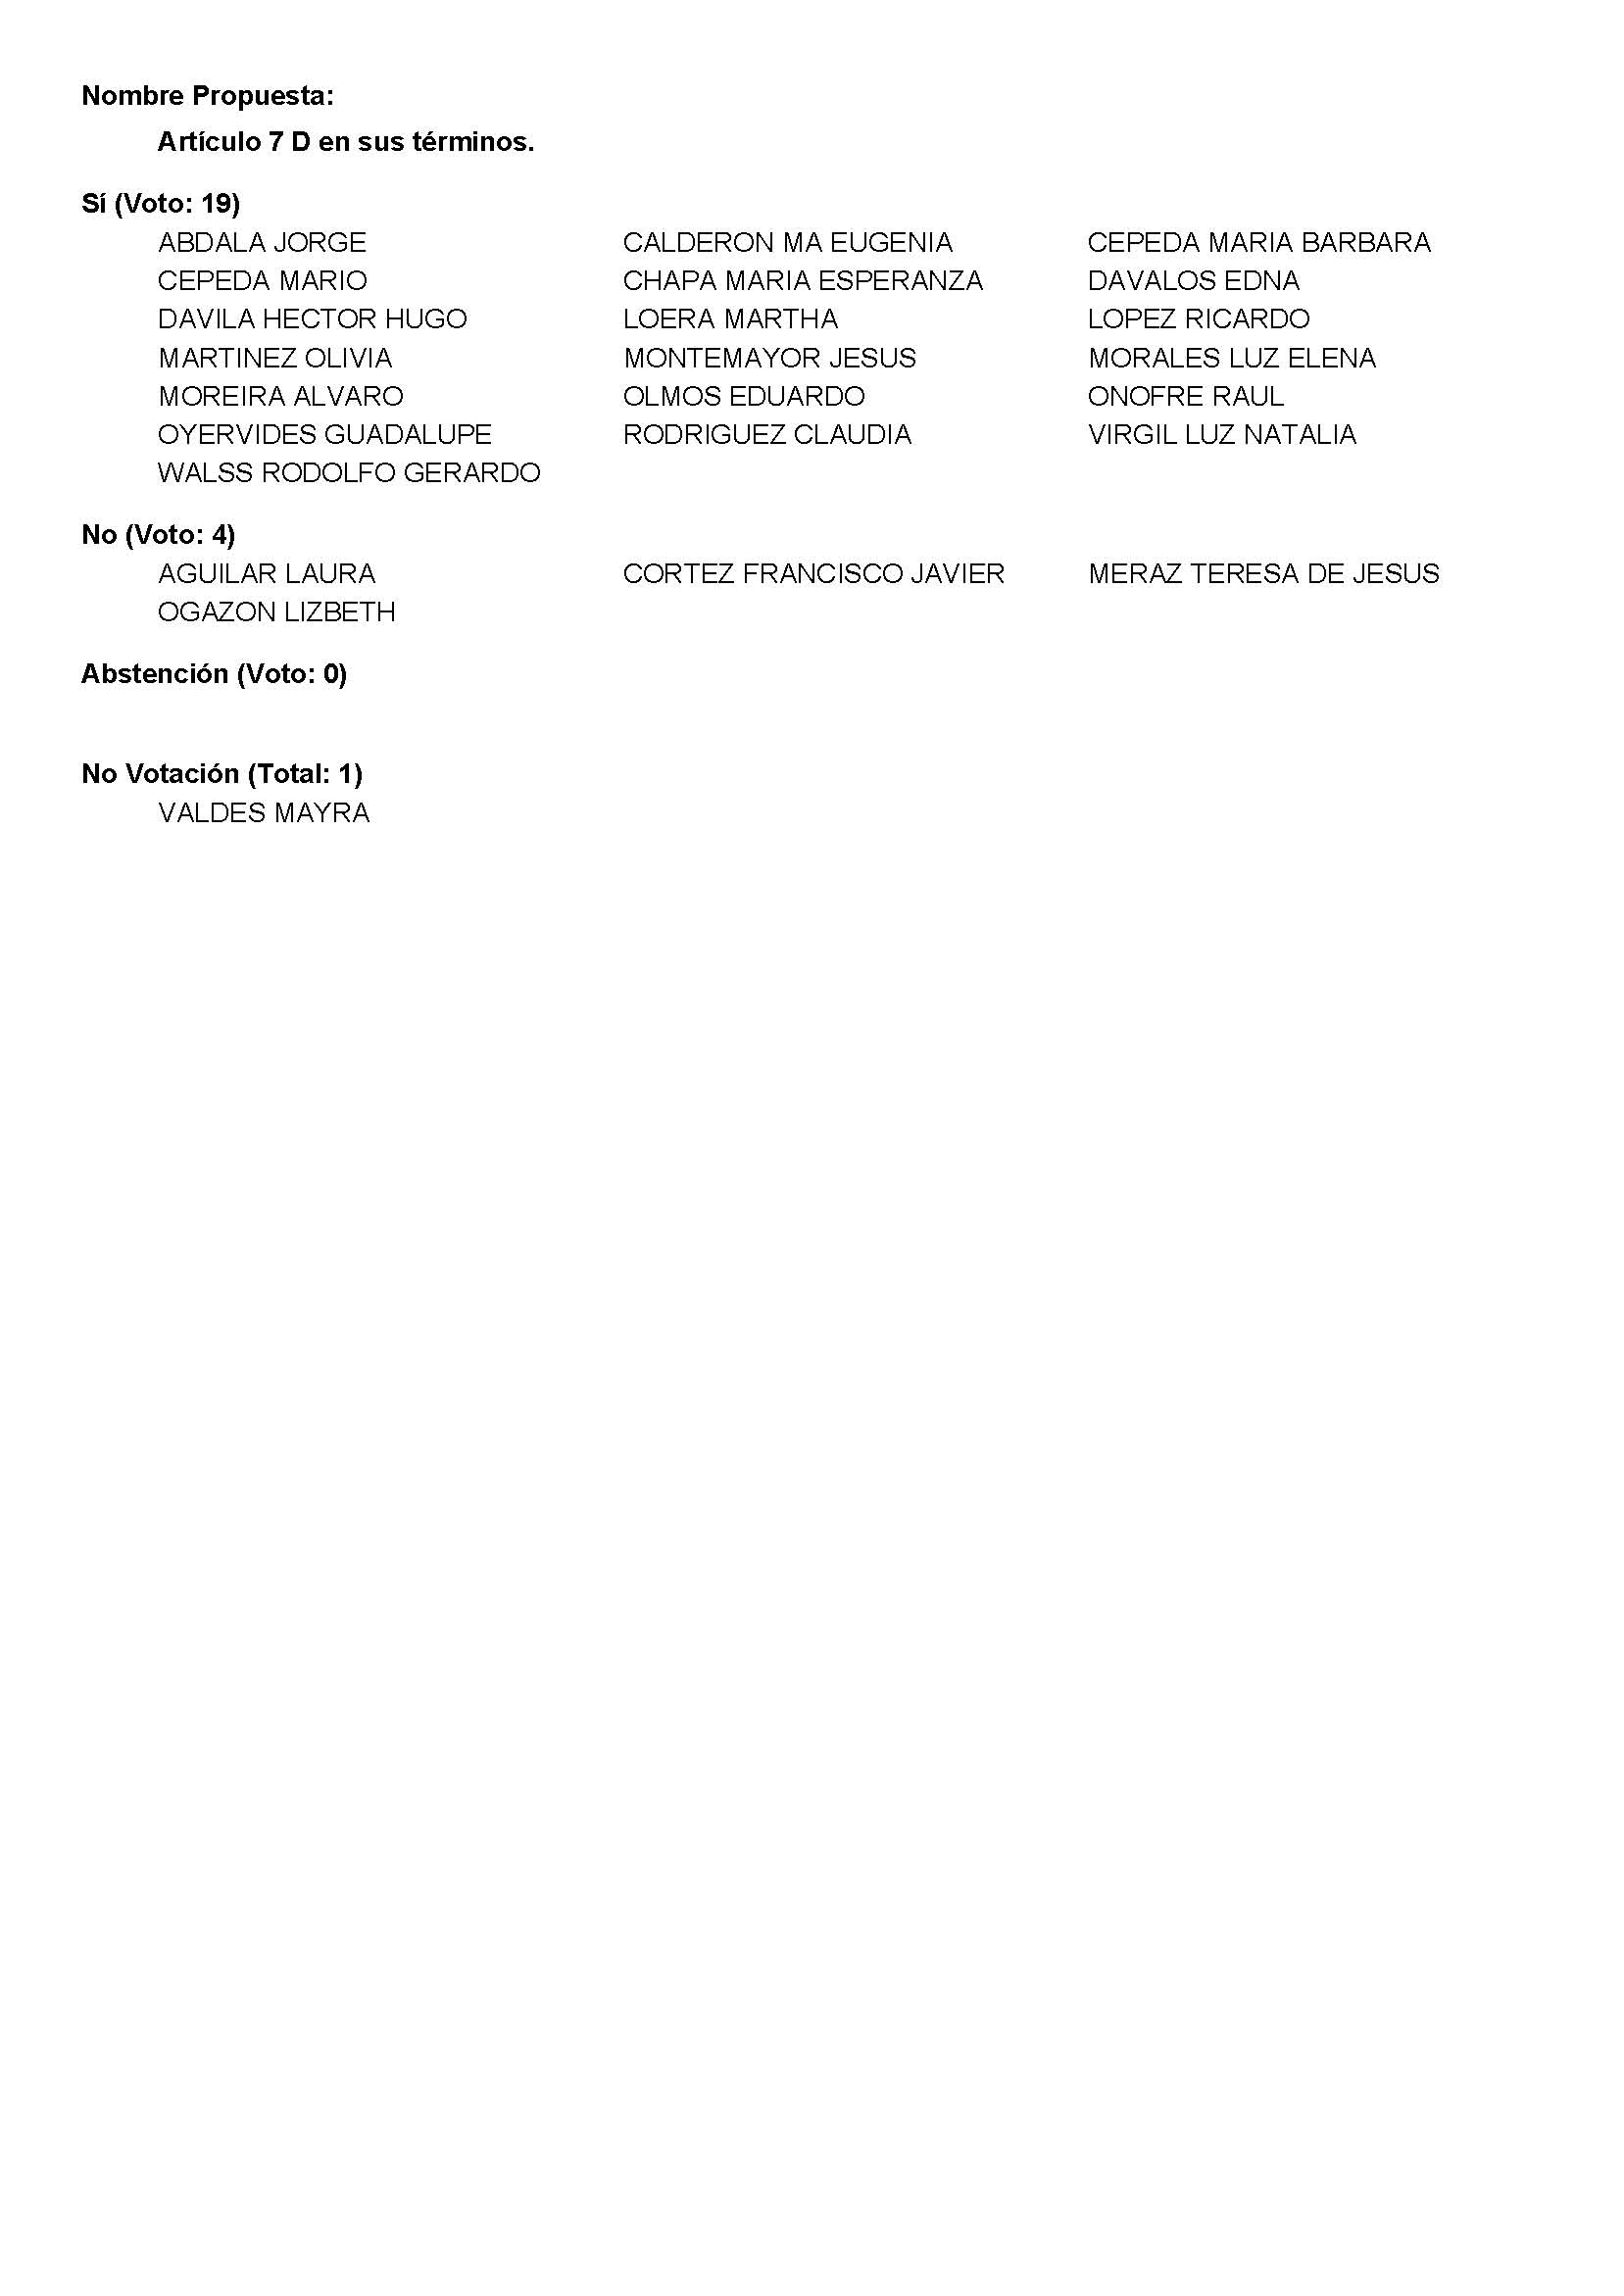 Nombre Propuesta:
Artículo 7 D en sus términos.
Sí (Voto: 19)
ABDALA JORGE CALDERON MA EUGENIA CEPEDA MARIA BARBARA
CEPEDA MARIO CHAPA MARIA ESPERANZA DAVALOS EDNA
DAVILA HECTOR HUGO LOERA MARTHA LOPEZ RICARDO
MARTINEZ OLIVIA MONTEMAYOR JESUS MORALES LUZ ELENA
MOREIRA ALVARO OLMOS EDUARDO ONOFRE RAUL
OYERVIDES GUADALUPE RODRIGUEZ CLAUDIA VIRGIL LUZ NATALIA
WALSS RODOLFO GERARDO
No (Voto: 4)
AGUILAR LAURA CORTEZ FRANCISCO JAVIER MERAZ TERESA DE JESUS
OGAZON LIZBETH
Abstención (Voto: 0)
No Votación (Total: 1)
VALDES MAYRA